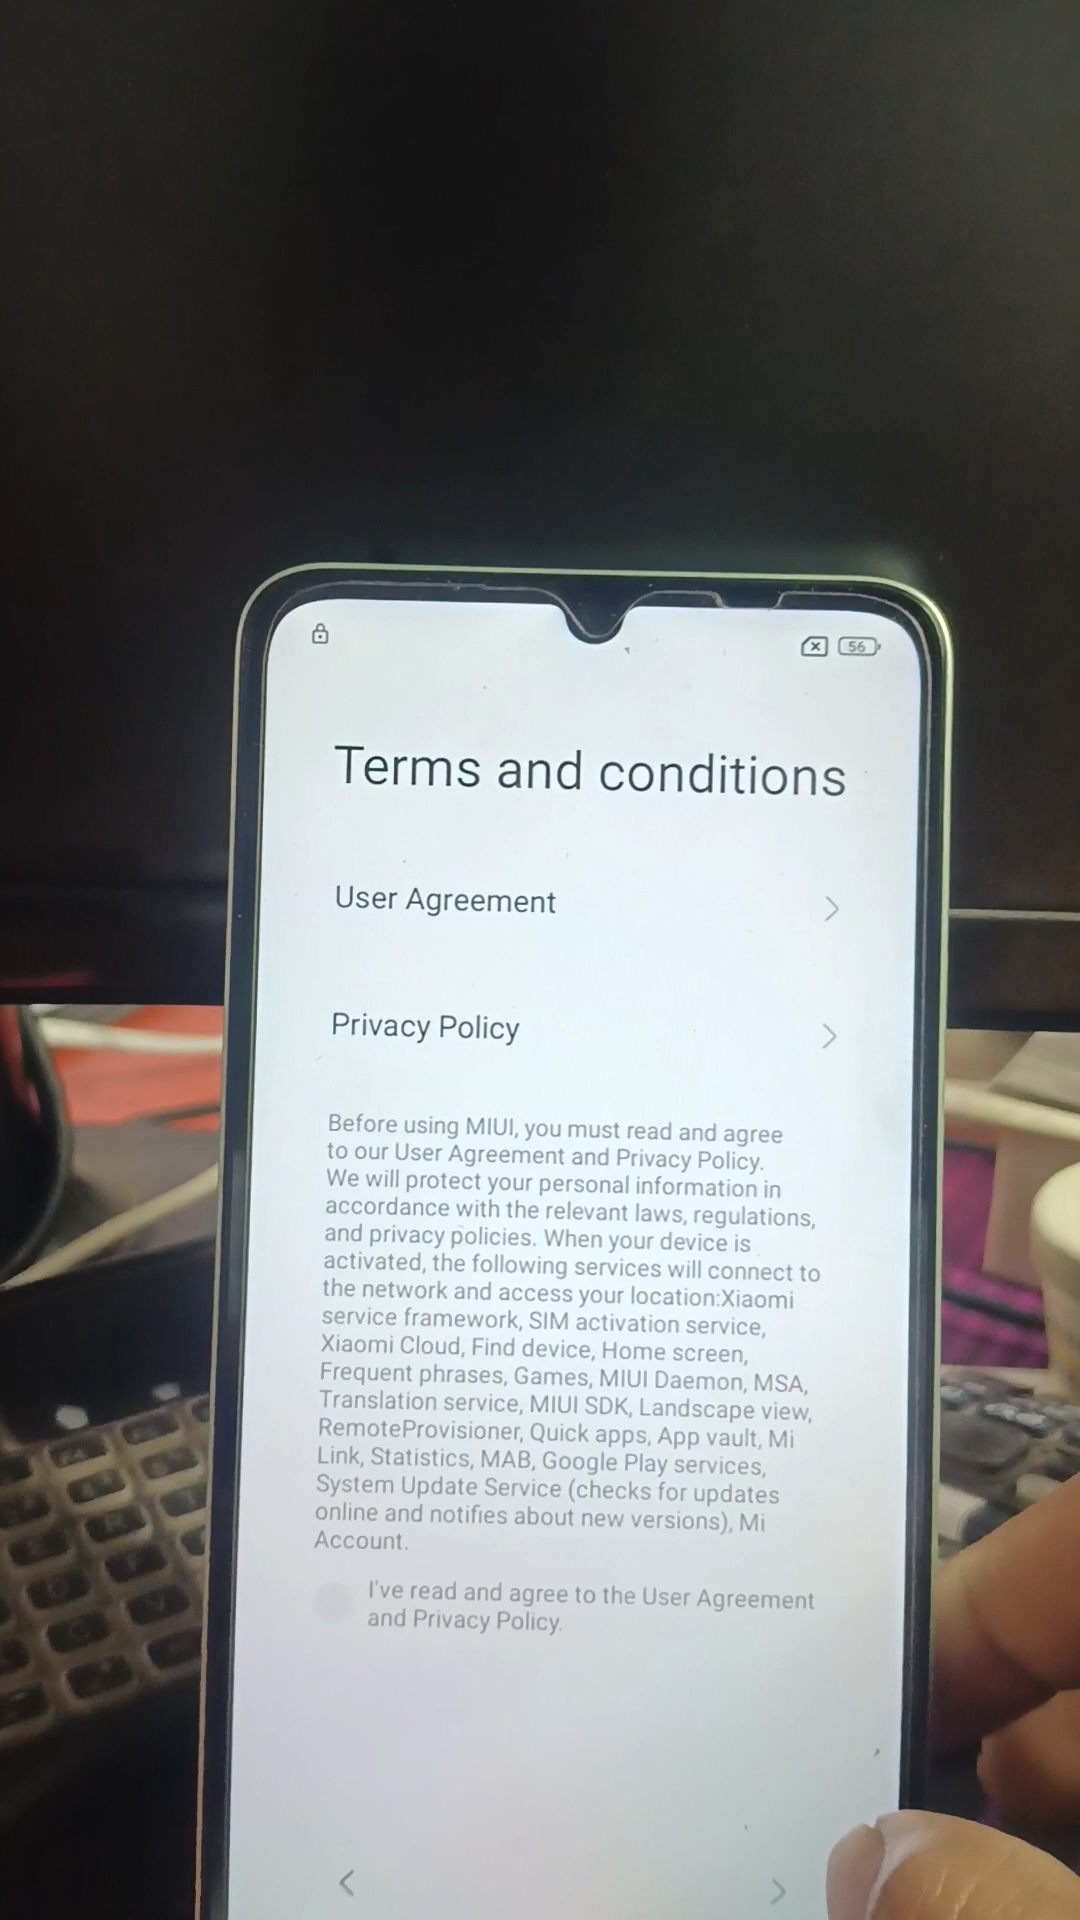 56
Terms and conditions
User Agreement
Privacy Policy
Before using MIUI, you must read and agree
to our User Agreement and Privacy Policy.
We will protect your personal information in
accordance with the relevant laws, regulations,
and privacy policies. When your device is
activated, the following services will connect to
the network and access your location:Xiaomi
service framework, SIM activation service,
Xiaomi Cloud, Find device, Home screen,
Frequent phrases, Games, MIUI Daemon, MSA,
Translation service, MIUI SDK, Landscape view,
RemoteProvisioner, Quick apps, App vault, Mi
Link, Statistics, MAB, Google Play services,
System Update Service (checks for updates
online and notifies about new versions), Mi
Account.
I've read and agree to the User Agreement
and Privacy Policy.